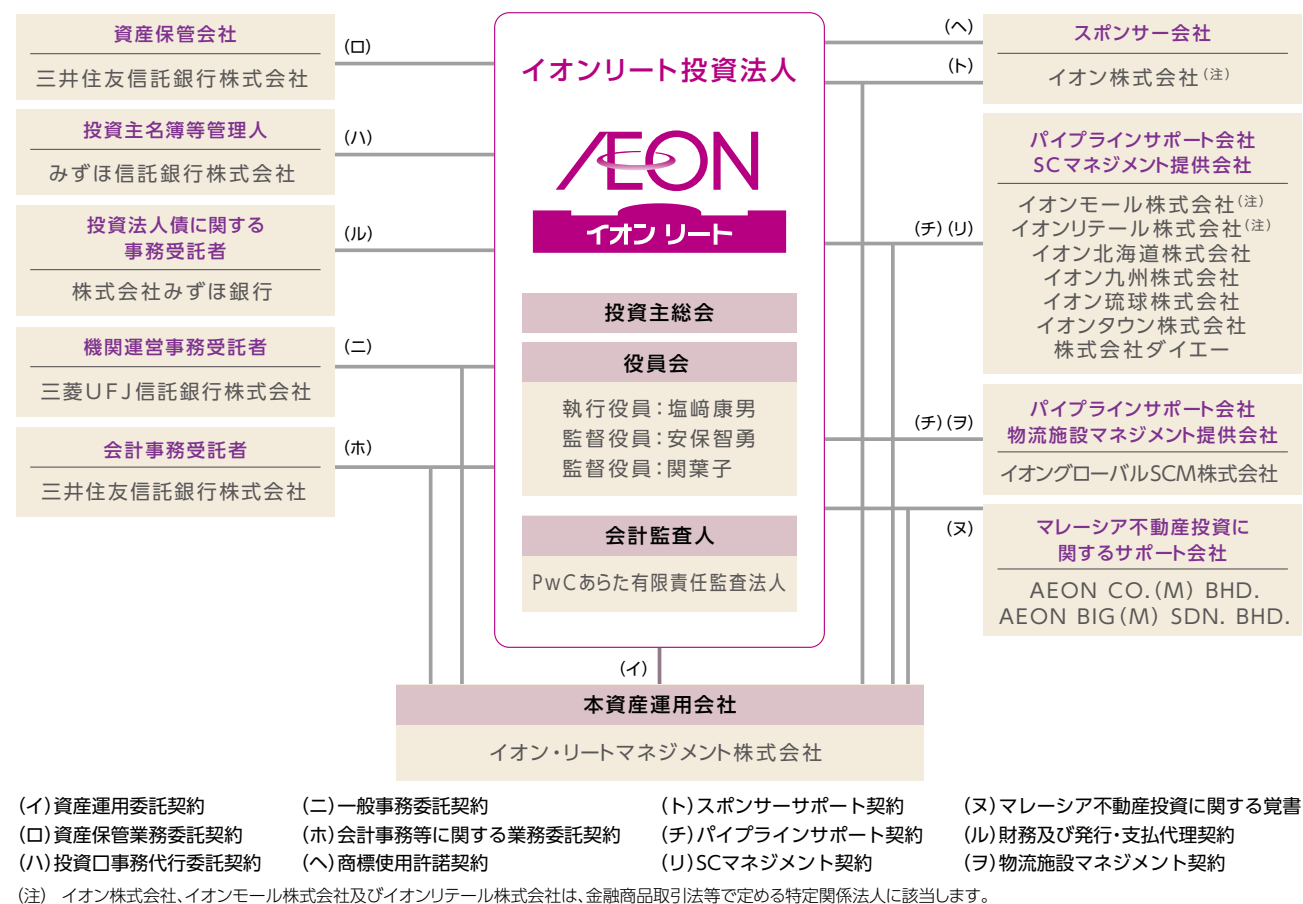 資産保管会社
三井住友信託銀行株式会社
(ロ)
投資主名簿等管理人
みずほ信託銀行株式会社
(ハ)
投資法人債に関する
事務受託者
株式会社みずほ銀行
(ル)
機関運営事務受託者
三菱UFJ信託銀行株式会社
(ニ)
会計事務受託者
三井住友信託銀行株式会社
(ホ)
イオンリート投資法人
ÆON
イオン リート
投資主総会
役員会
執行役員：塩﨑康男
監督役員：安保智勇
監督役員：関葉子
会計監査人
PwCあらた有限責任監査法人
(ヘ)
(ト)
スポンサー会社
イオン株式会社(注)
パイプラインサポート会社
SCマネジメント提供会社
(チ)(リ)
イオンモール株式会社(注)
イオンリテール株式会社(注)
イオン北海道株式会社
イオン九州株式会社
イオン琉球株式会社
イオンタウン株式会社
株式会社ダイエー
パイプラインサポート会社
物流施設マネジメント提供会社
(チ)(ヲ)
イオングローバルSCM株式会社
(ヌ)
マレーシア不動産投資に
関するサポート会社
AEON CO.(M) BHD.
AEON BIG(M) SDN. BHD.
(イ)
本資産運用会社
イオン・リートマネジメント株式会社
(イ)資産運用委託契約
(ロ)資産保管業務委託契約
(ハ)投資口事務代行委託契約
(ニ)一般事務委託契約
(ホ)会計事務等に関する業務委託契約
(ヘ)商標使用許諾契約
(ト)スポンサーサポート契約
(チ)パイプラインサポート契約
(リ)SCマネジメント契約
(ヌ)マレーシア不動産投資に関する覚書
(ル)財務及び発行・支払代理契約
(ヲ)物流施設マネジメント契約
(注) イオン株式会社、イオンモール株式会社及びイオンリテール株式会社は、金融商品取引法等で定める特定関係法人に該当します。